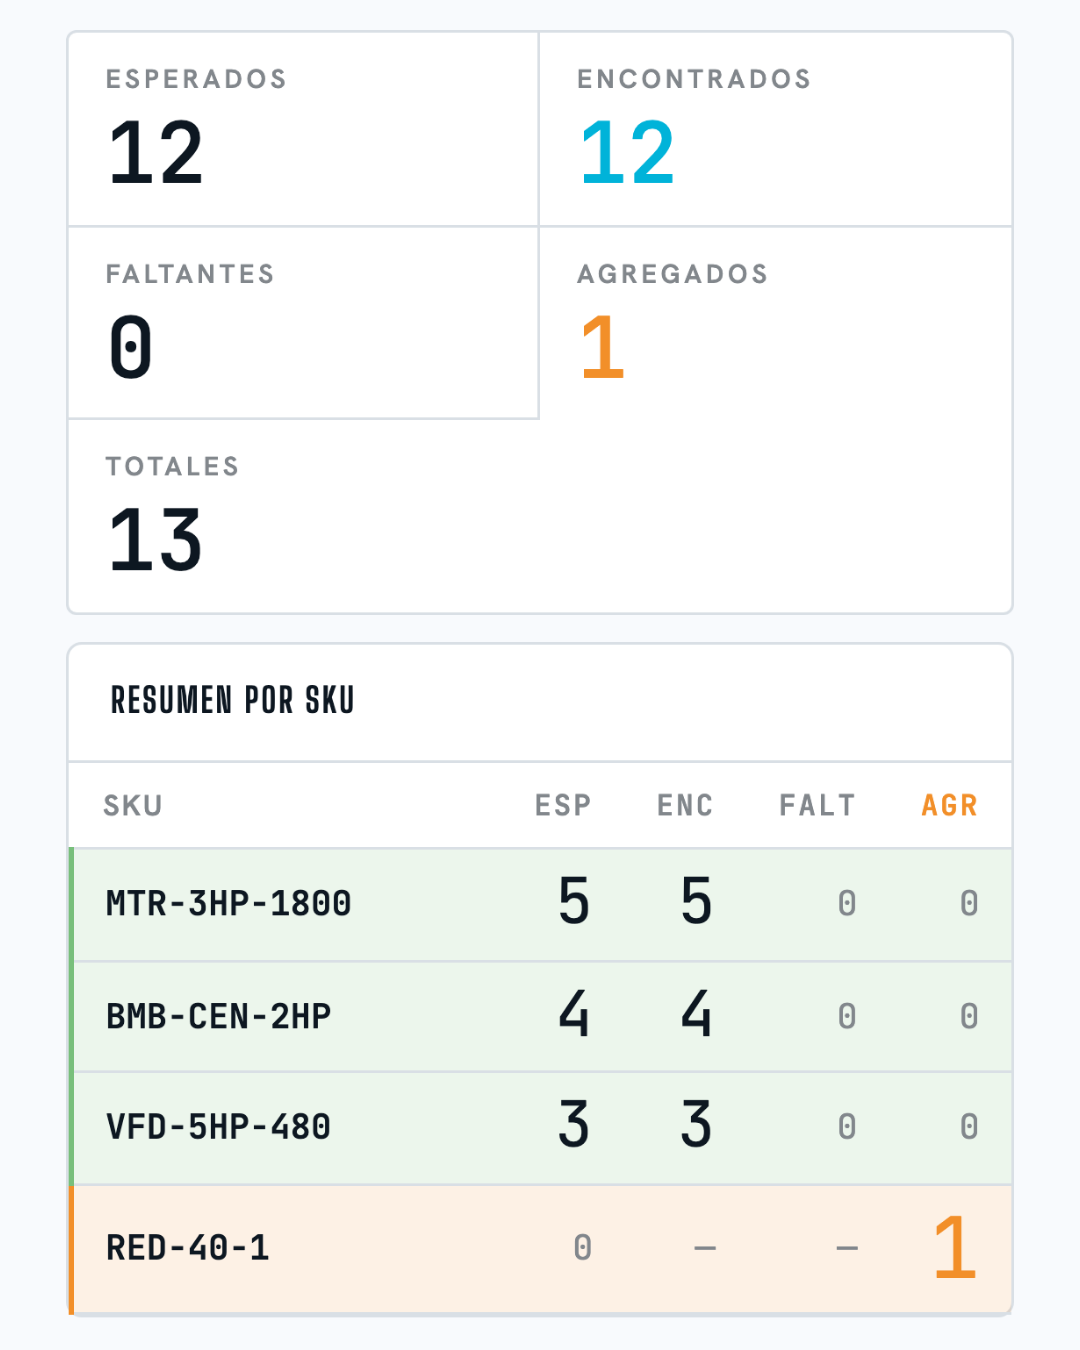 ESPERADOS ENCONTRADOS
12 12
FALTANTES AGREGADOS
0 1
TOTALES
13
RESUMEN POR SKU
SKU ESP ENC FALT AGR
MTR-3HP-1800 5 5 0 0
BMB-CEN-2HP 4 4 0 0
VFD-5HP-480 3 3 0 0
RED-40-1 0 — — 1